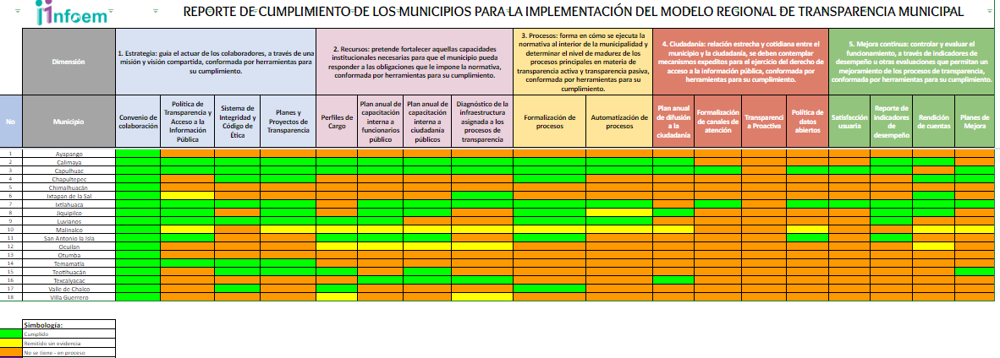 infoem
REPORTE DE CUMPLIMIENTO DE LOS MUNICIPIOS PARA LA IMPLEMENTACIÓN DEL MODELO REGIONAL DE TRANSPARENCIA MUNICIPAL
Dimensión
1. Estrategia: guía el actuar de los colaboradores, a través de una
misión y visión compartida, conformada por herramientas para
su cumplimiento.
2. Recursos: pretende fortalecer aquellas capacidades
institucionales necesarias para que el municipio pueda
responder a las obligaciones que le impone la normativa,
conformada por herramientas para su cumplimiento.
3. Procesos: forma en cómo se ejecuta la
normativa al interior de la municipalidad y
determinar el nivel de madurez de los
procesos principales en materia de
transparencia activa y transparencia pasiva,
conformada por herramientas para su
cumplimiento.
4. Ciudadanía: relación estrecha y cotidiana entre el
municipio y la ciudadanía, se deben contemplar
mecanismos expeditos para el ejercicio del derecho de
acceso a la información pública, conformada por
herramientas para su cumplimiento.
5. Mejora continua: controlar y evaluar el
funcionamiento, a través de indicadores de
desempeño u otras evaluaciones que permitan un
mejoramiento de los procesos de transparencia,
conformada por herramientas para su cumplimiento.
No
Municipio
Convenio de
colaboración
Política de
Transparencia y
Acceso a la
Información
Pública
Sistema de
Integridad y
Código de
Ética
Planes y
Proyectos de
Transparencia
Perfiles de
Cargo
Plan anual de
capacitación
interna a
funcionarios
público
Plan anual de
capacitación
interna a
ciudadanía
públicos
Diagnóstico de la
infraestructura
asignada a los
procesos de
transparencia
Formalización de
procesos
Automatización de
procesos
Plan anual
de difusión
a la
ciudadanía
Formalización
de canales de
atención
Transparenci
a Proactiva
Política de
datos
abiertos
Satisfacción
usuaria
Reporte de
indicadores
de
desempeño
Rendición
de cuentas
Planes de
Mejora
1 Ayapango
2 Calimaya
3 Capulhuac
4 Chapultepec
5 Chimalhuacán
6 Ixtapan de la Sal
7 Ixtlahuaca
8 Jiquipilco
9 Luvianos
10 Malinalco
11 San Antonio la Isla
12 Ocuilan
13 Otumba
14 Temamatla
15 Teotihuacán
16 Texcalyacac
17 Valle de Chalco
18 Villa Guerrero
Simbología:
Cumplido
Remitido sin evidencia
No se tiene - en proceso